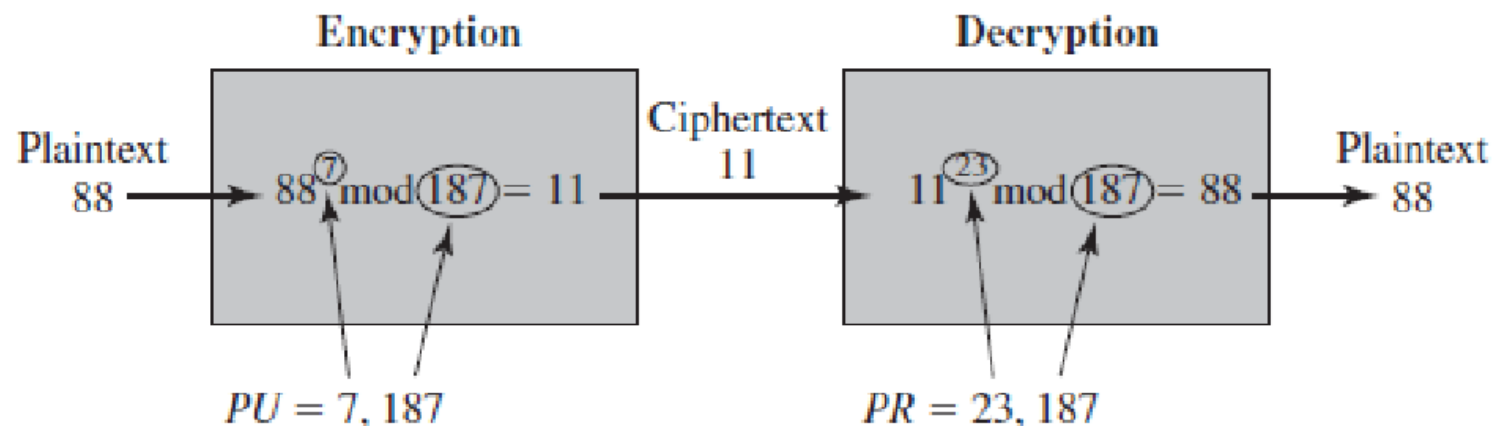 Encryption
Decryption
Plaintext
88
88^7 mod 187 = 11
Ciphertext
11
11^23 mod 187 = 88
Plaintext
88
PU = 7, 187
PR = 23, 187